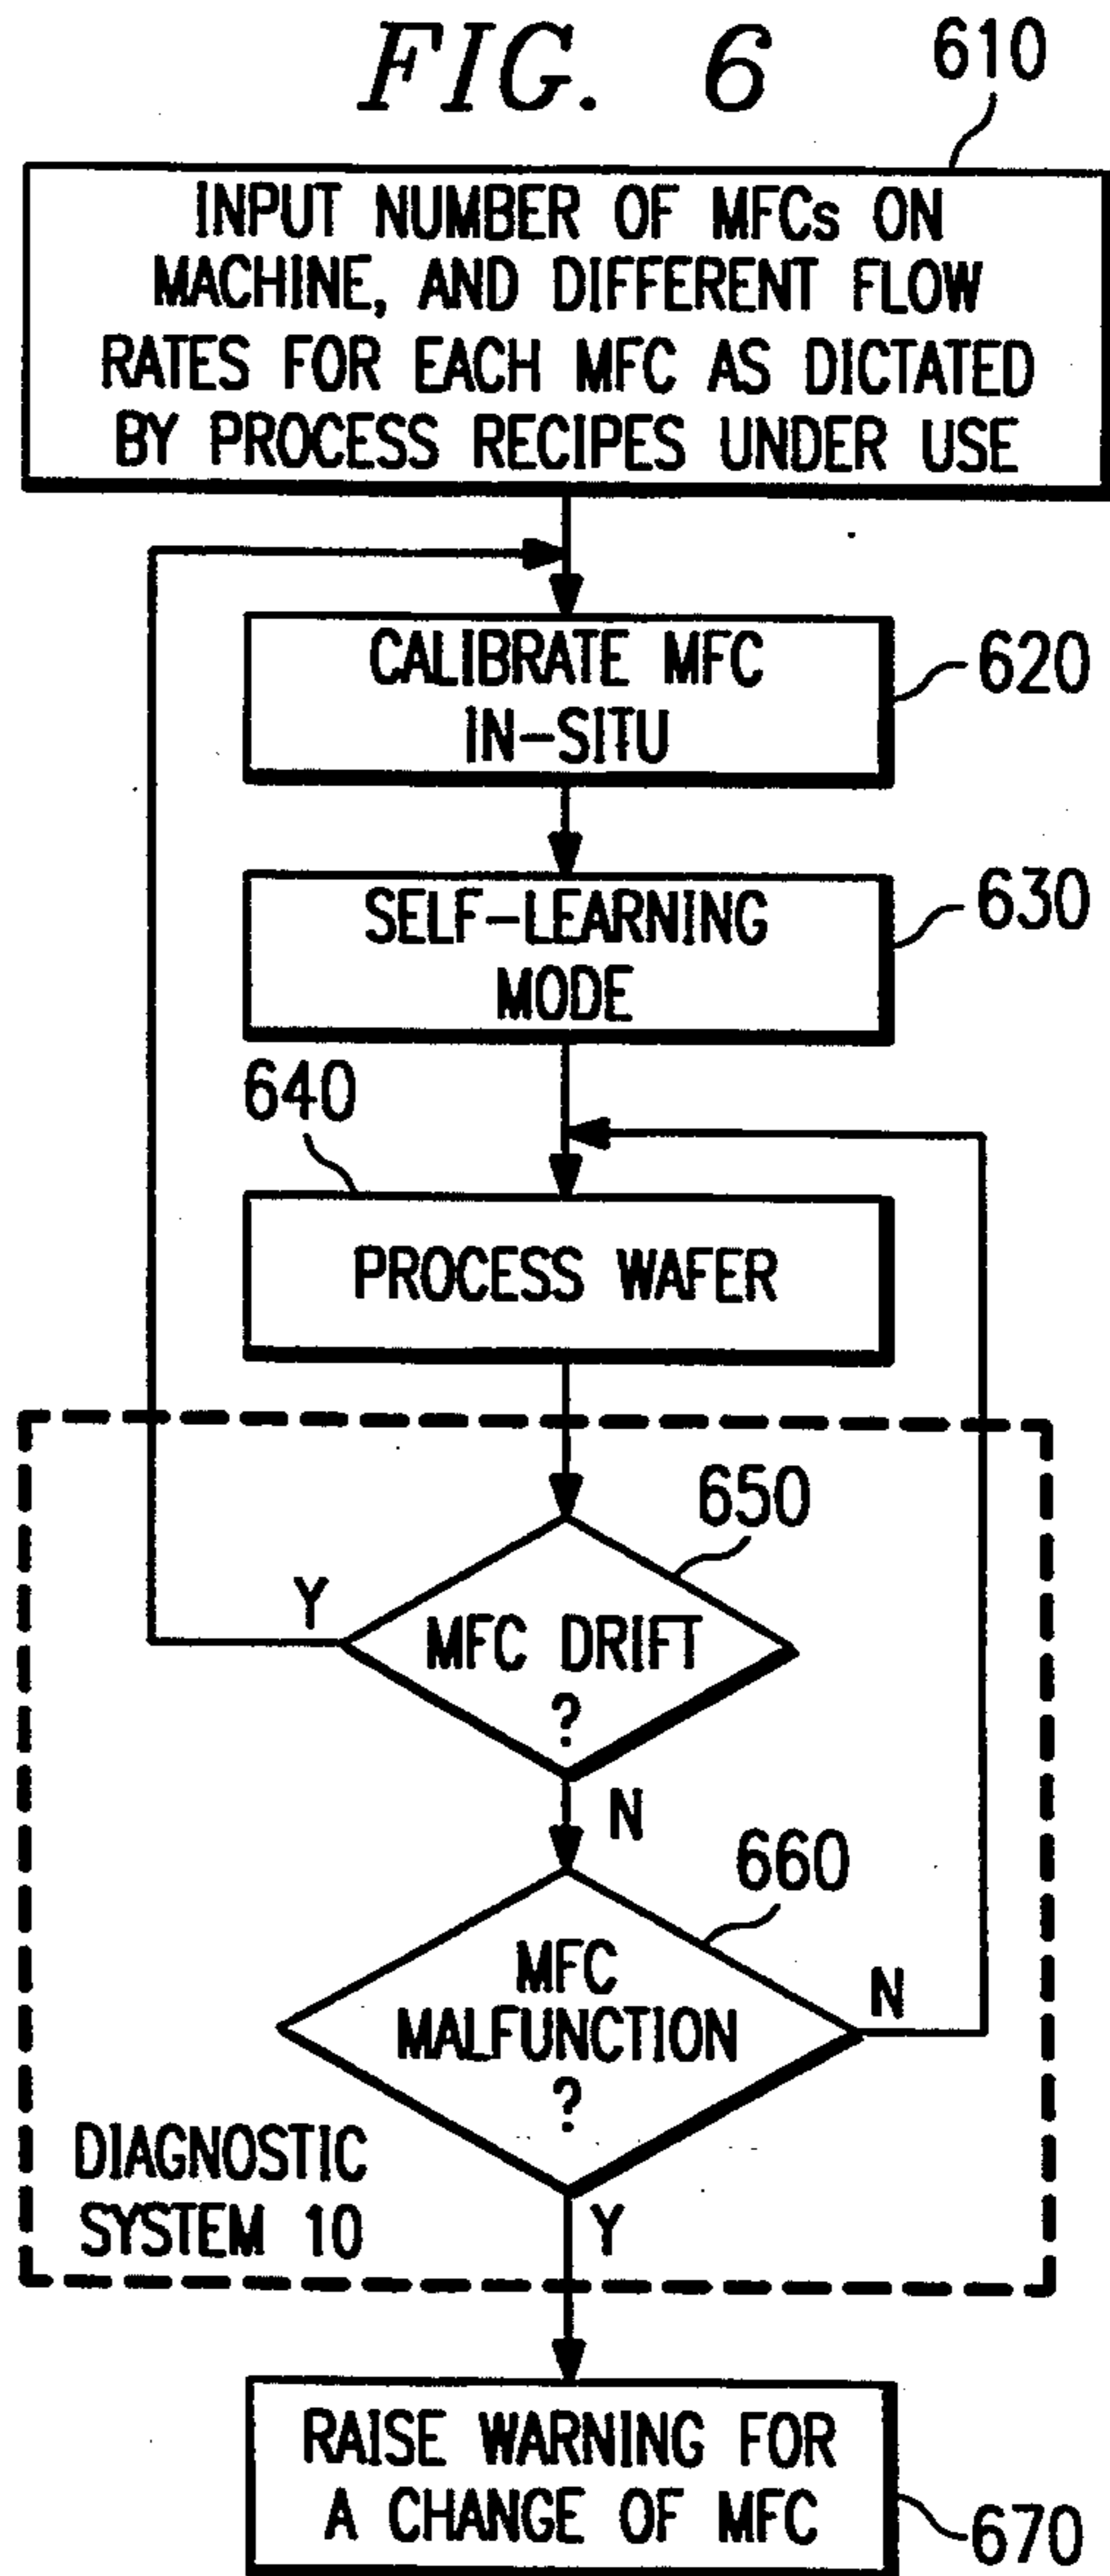 FIG. 6
610
INPUT NUMBER OF MFCs ON
MACHINE, AND DIFFERENT FLOW
RATES FOR EACH MFC AS DICTATED
BY PROCESS RECIPES UNDER USE
CALIBRATE MFC
IN-SITU
620
SELF-LEARNING
MODE
630
640
PROCESS WAFER
650
Y
MFC DRIFT
?
N
660
MFC
MALFUNCTION
?
N
DIAGNOSTIC
SYSTEM 10
Y
RAISE WARNING FOR
A CHANGE OF MFC
670